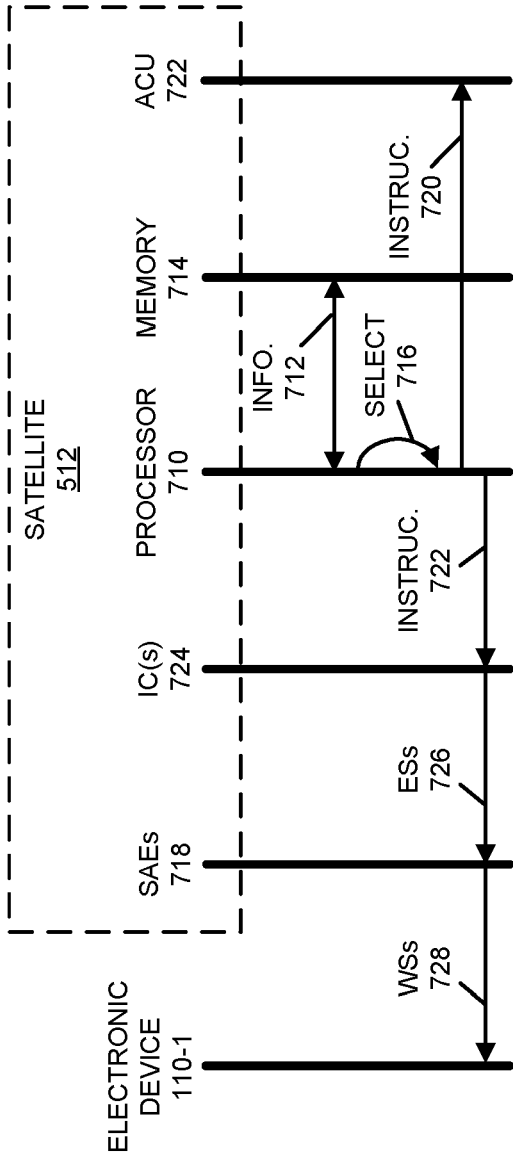 SATELLITE
512
ELECTRONIC
DEVICE
110-1
SAEs
718
IC(s)
724
PROCESSOR
710
MEMORY
714
ACU
722
INFO.
712
SELECT
716
INSTRUC.
720
INSTRUC.
722
ESs
726
WSs
728